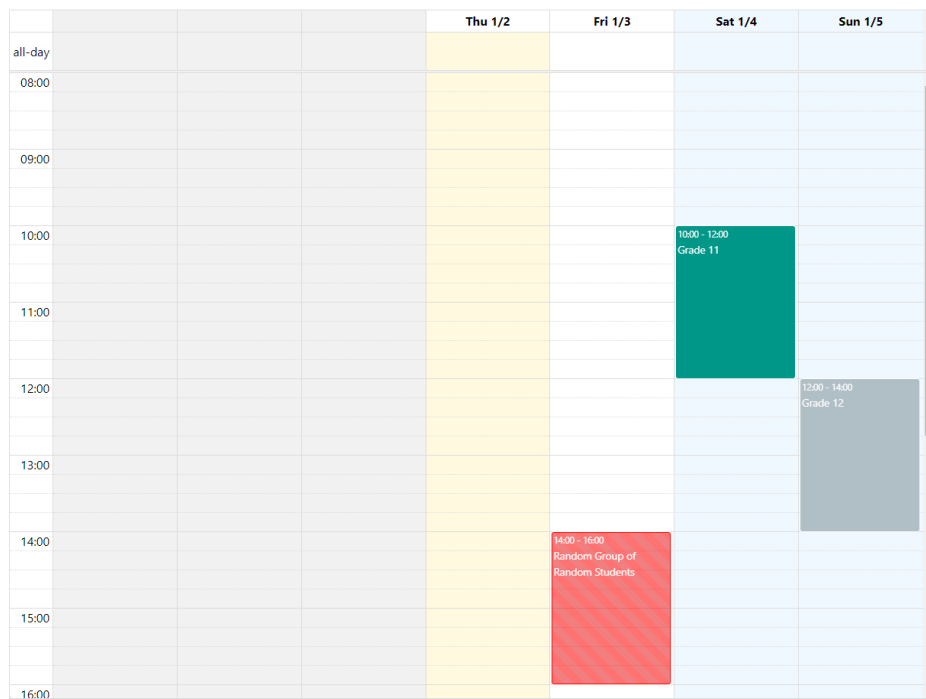 Thu 1/2 Fri 1/3 Sat 1/4 Sun 1/5
all-day
08:00
09:00
10:00
10:00 - 12:00
Grade 11
11:00
12:00
12:00 - 14:00
Grade 12
13:00
14:00
14:00 - 16:00
Random Group of
Random Students
15:00
16:00